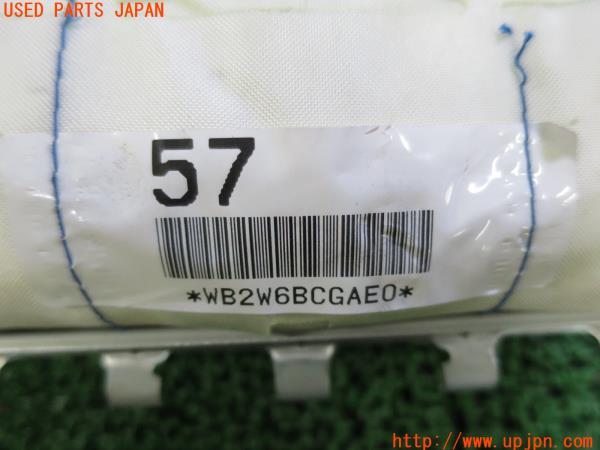 USED PARTS JAPAN
57
*WB2W6BCGAE0*
http://www.upjpn.com/